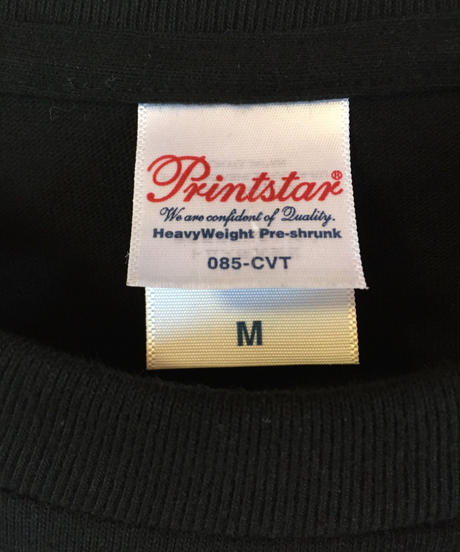 Printstar®
We are confident of Quality.
HeavyWeight Pre-shrunk
085-CVT
M